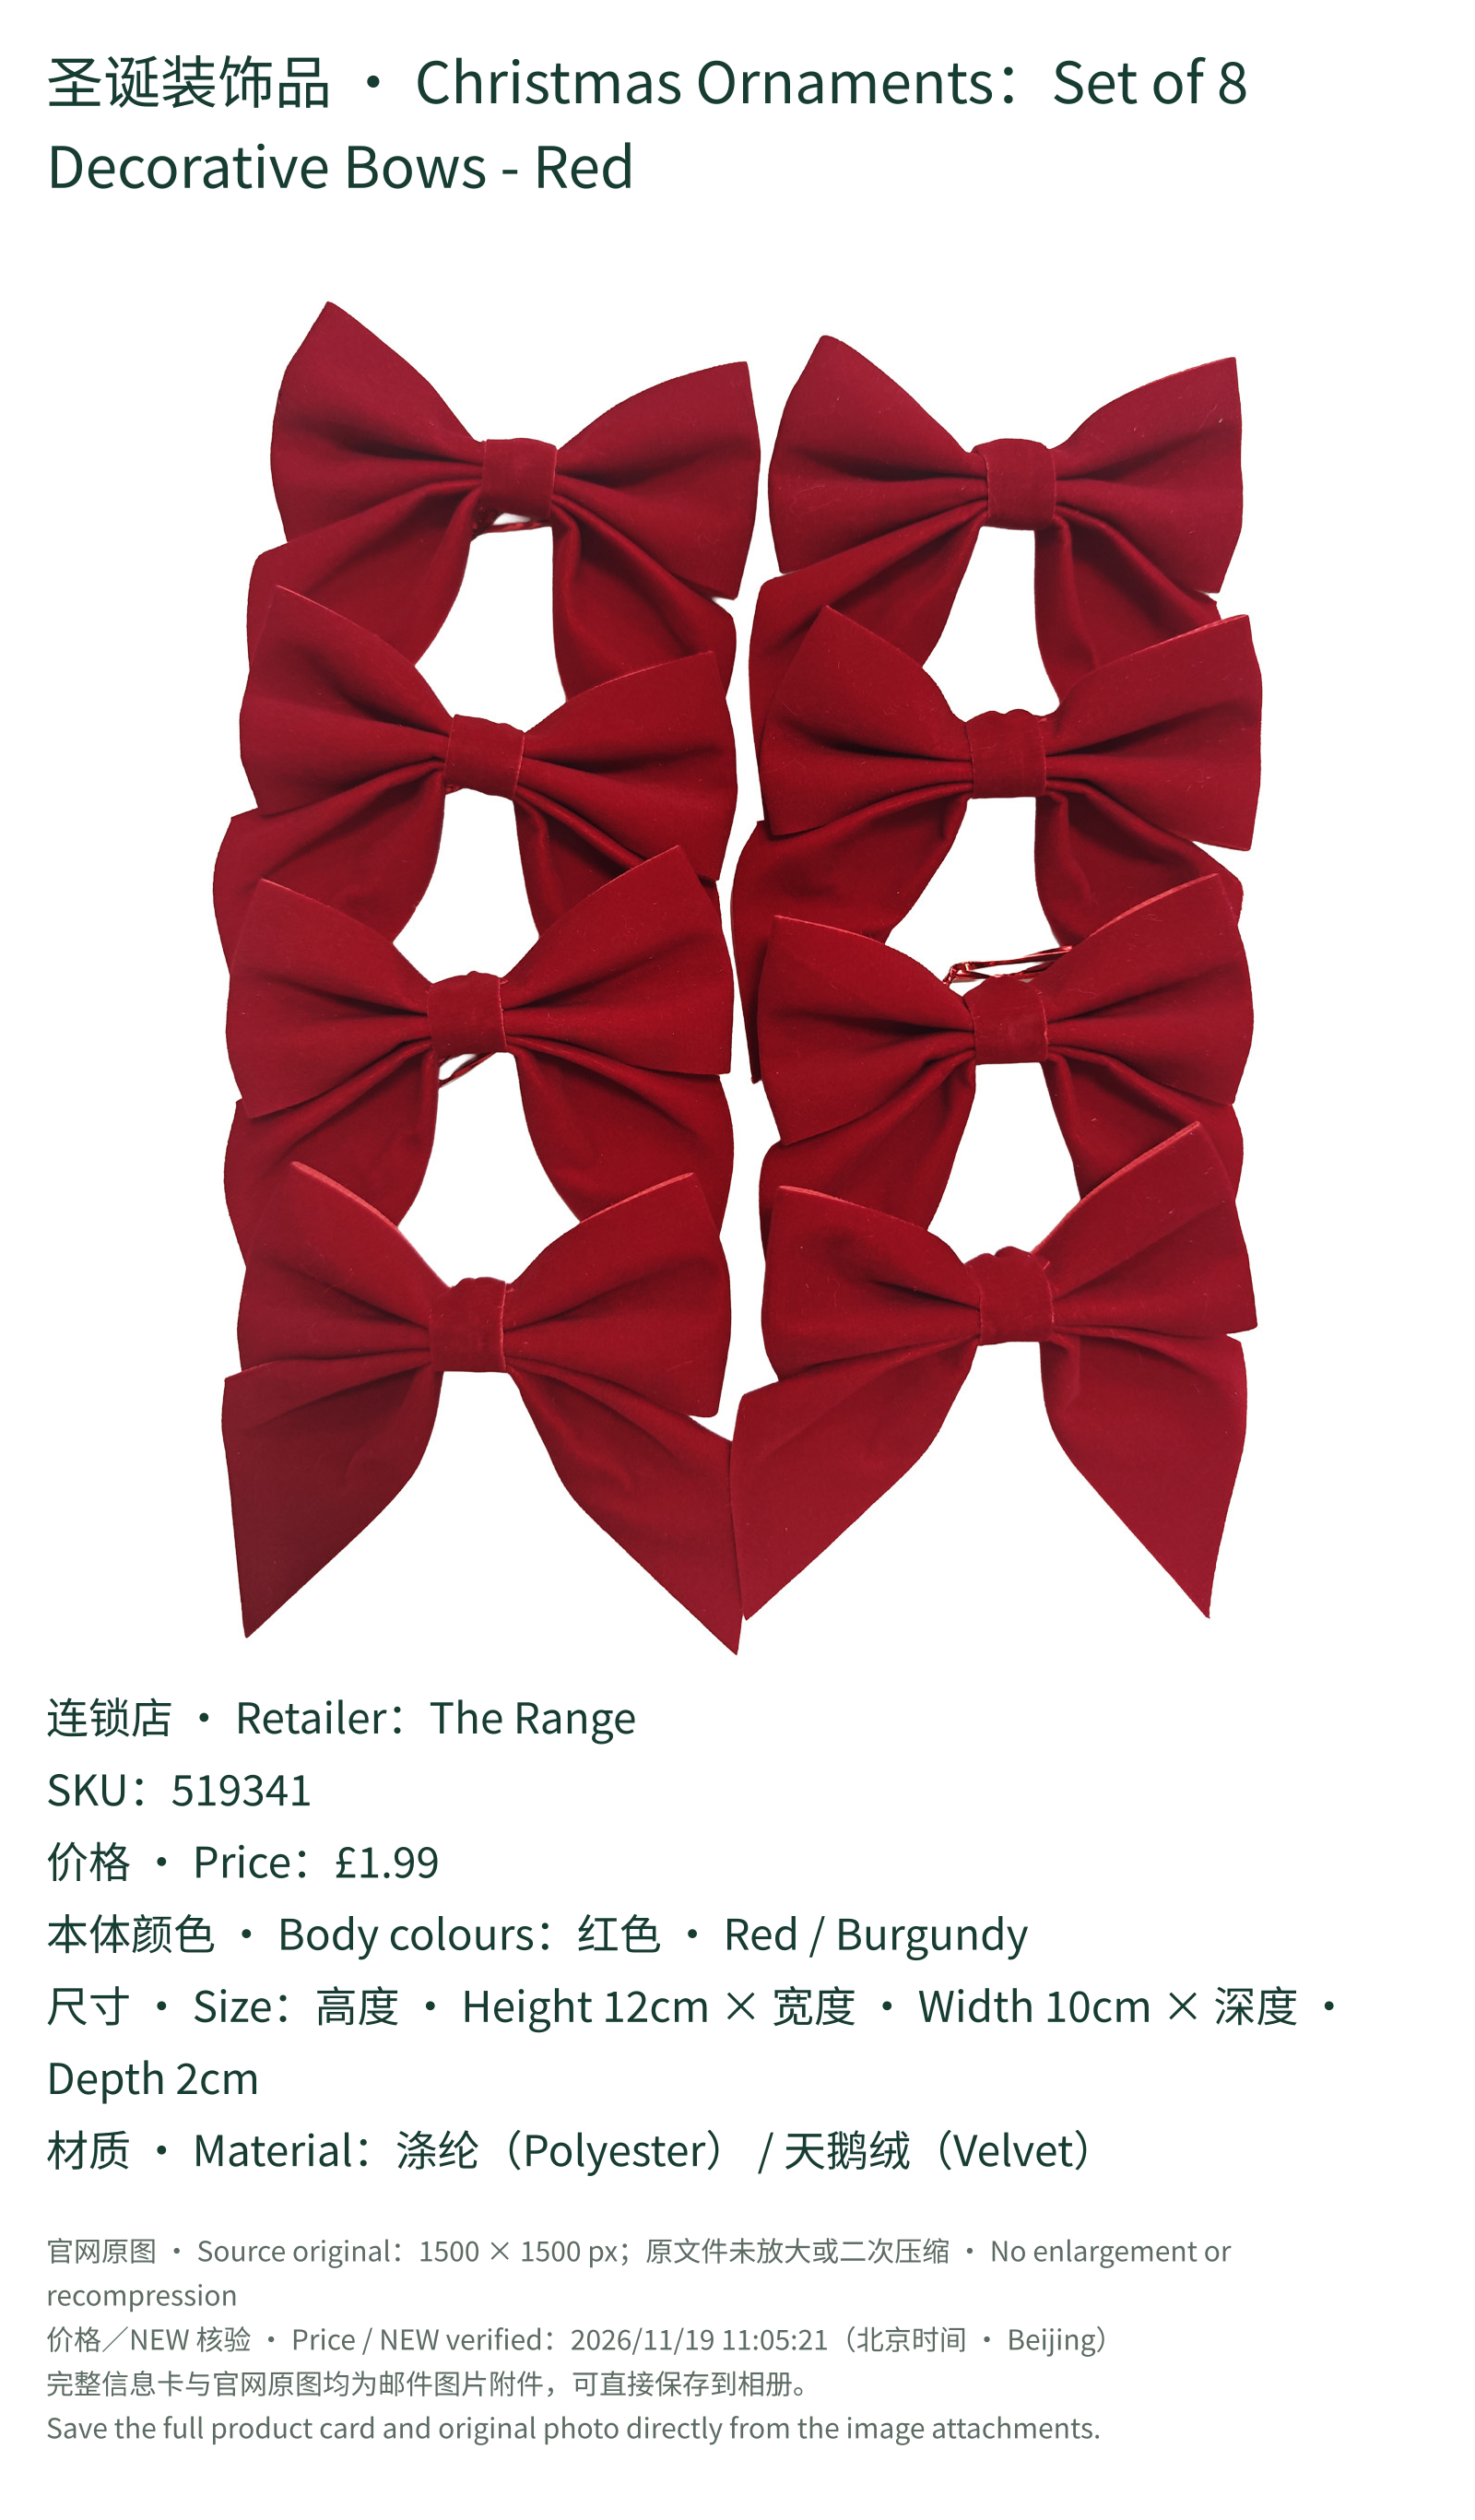 圣诞装饰品 · Christmas Ornaments：Set of 8
Decorative Bows - Red
连锁店 · Retailer：The Range
SKU：519341
价格 · Price：£1.99
本体颜色 · Body colours：红色 · Red / Burgundy
尺寸 · Size：高度 · Height 12cm × 宽度 · Width 10cm × 深度 ·
Depth 2cm
材质 · Material：涤纶（Polyester） / 天鹅绒（Velvet）
官网原图 · Source original：1500 × 1500 px；原文件未放大或二次压缩 · No enlargement or
recompression
价格／NEW 核验 · Price / NEW verified：2026/11/19 11:05:21（北京时间 · Beijing）
完整信息卡与官网原图均为邮件图片附件，可直接保存到相册。
Save the full product card and original photo directly from the image attachments.